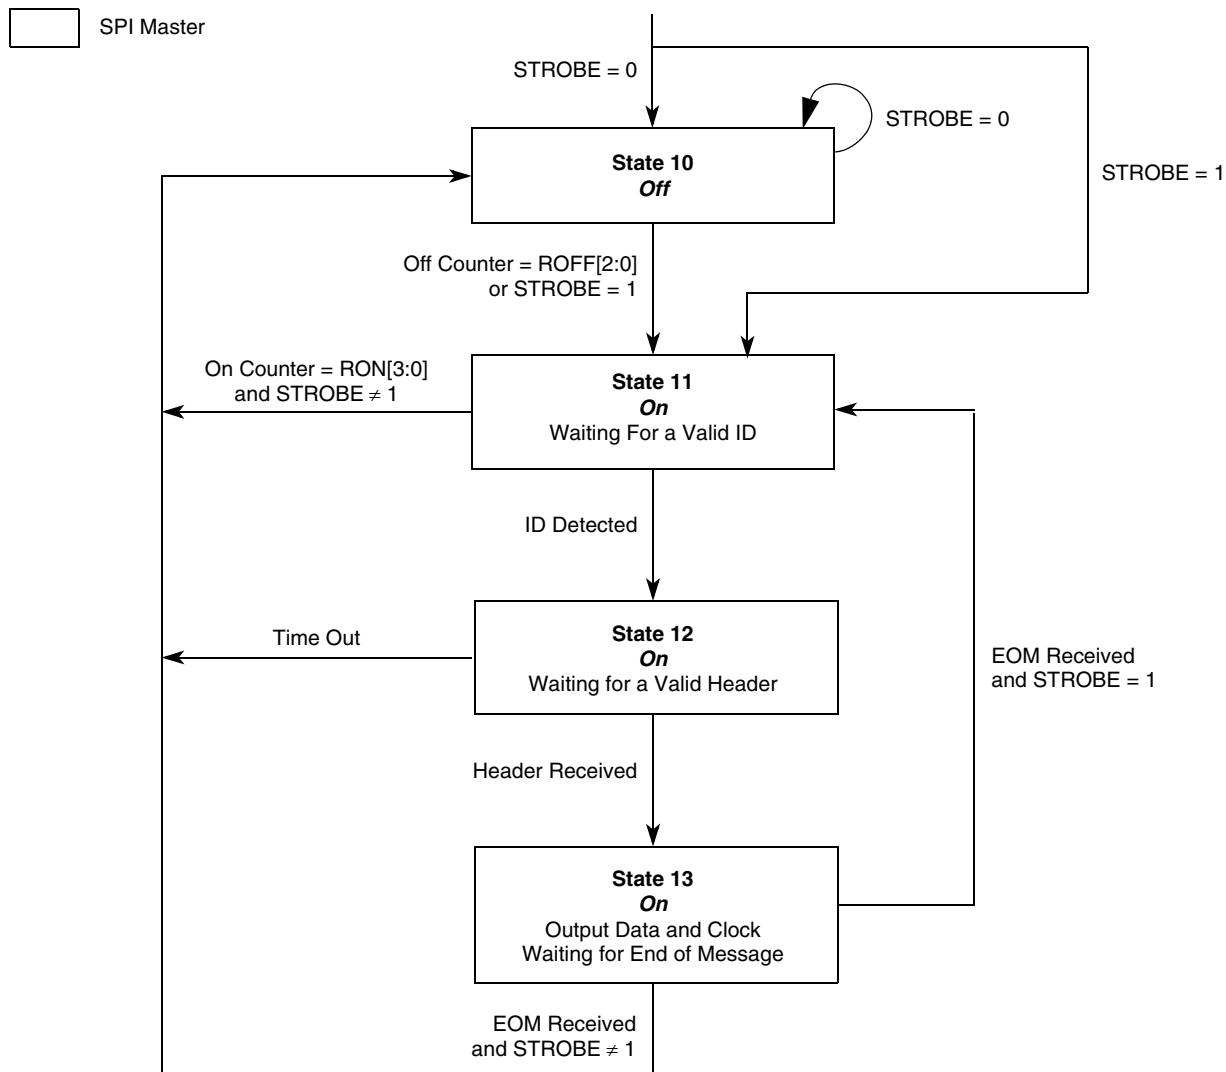 SPI Master
STROBE = 0
STROBE = 0
STROBE = 1
State 10
Off
Off Counter = ROFF[2:0]
or STROBE = 1
On Counter = RON[3:0]
and STROBE ≠ 1
State 11
On
Waiting For a Valid ID
ID Detected
Time Out
State 12
On
Waiting for a Valid Header
EOM Received
and STROBE = 1
Header Received
State 13
On
Output Data and Clock
Waiting for End of Message
EOM Received
and STROBE ≠ 1